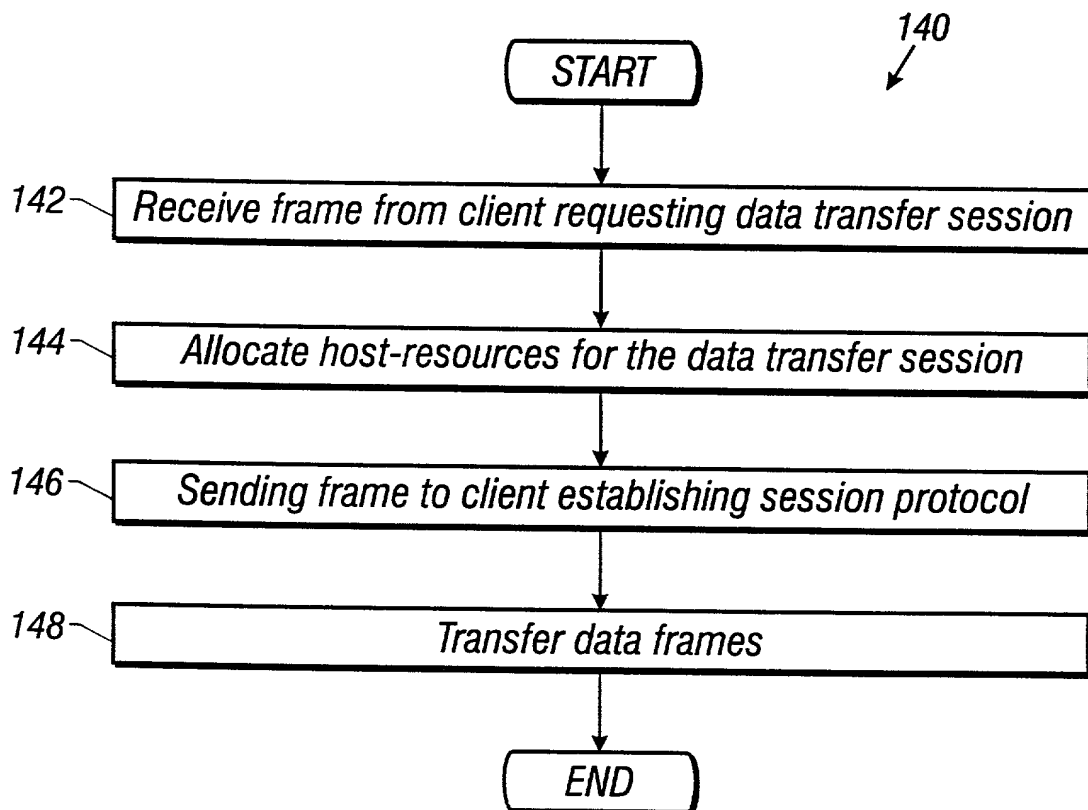 140
START
142
Receive frame from client requesting data transfer session
144
Allocate host-resources for the data transfer session
146
Sending frame to client establishing session protocol
148
Transfer data frames
END